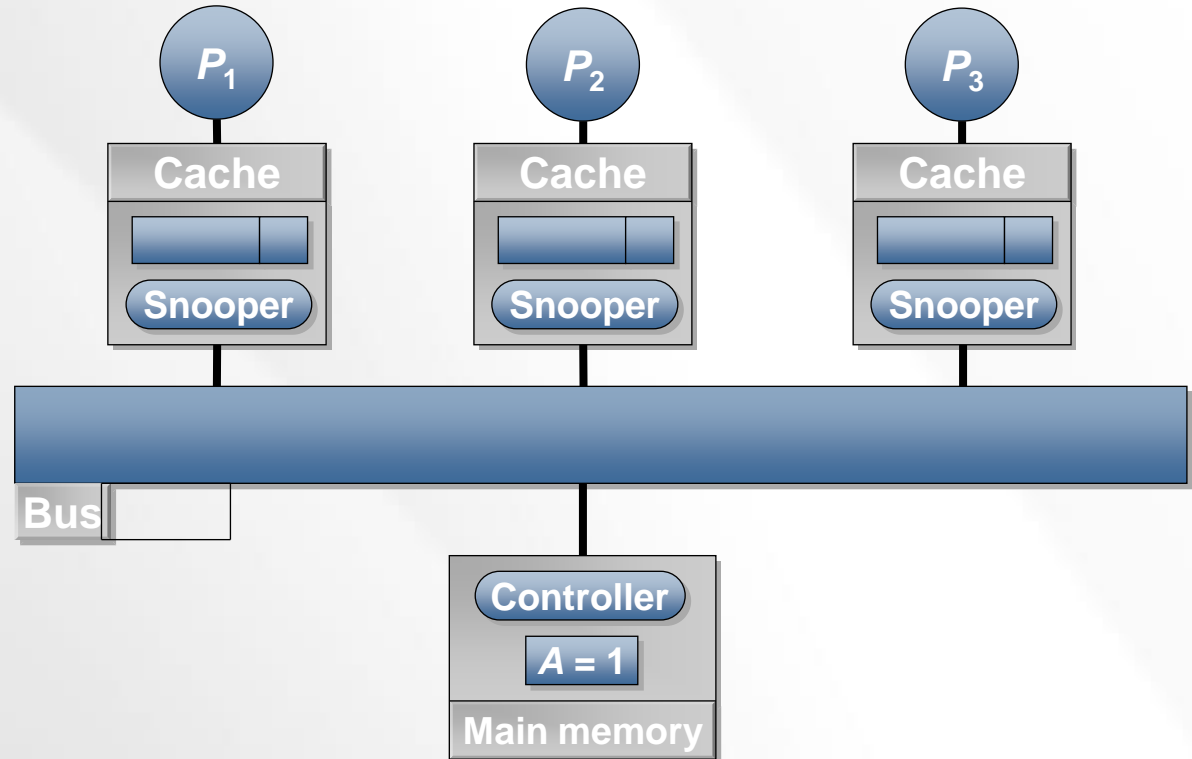 P1 P2 P3
Cache Cache Cache
Snooper Snooper Snooper
Bus
Controller
A = 1
Main memory